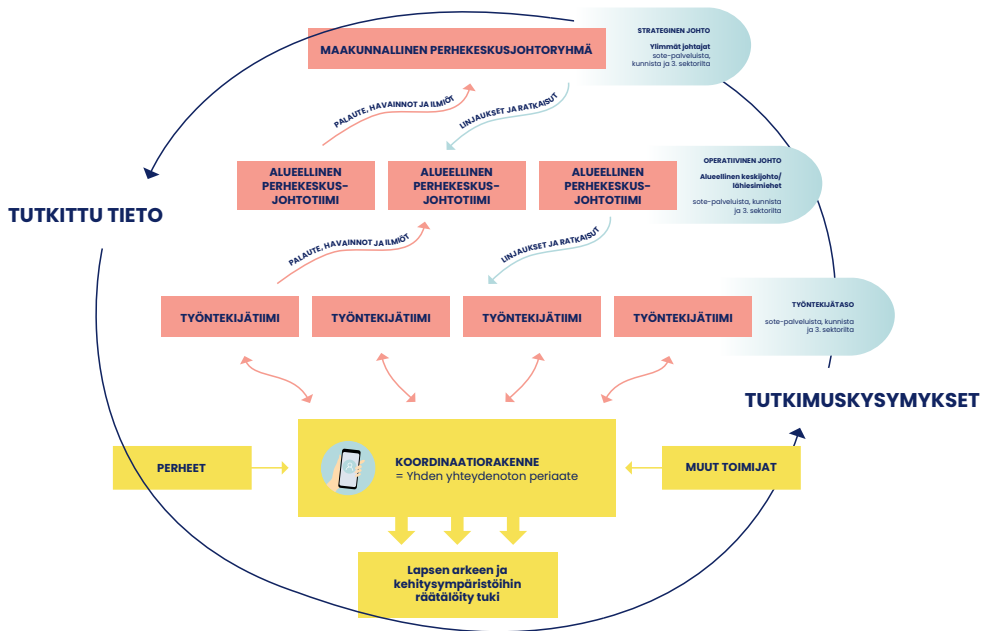 STRATEGINEN JOHTO
Ylimmät johtajat
sote-palveluista,
kunnista ja 3. sektorilta
MAAKUNNALLINEN PERHEKESKUSJOHTORYHMÄ
PALAUTE, HAVAINNOT JA ILMIÖT
LINJAUKSET JA RATKAISUT
ALUEELLINEN
PERHEKESKUS-
JOHTOTIIMI
ALUEELLINEN
PERHEKESKUS-
JOHTOTIIMI
ALUEELLINEN
PERHEKESKUS-
JOHTOTIIMI
OPERATIIVINEN JOHTO
Alueellinen keskijohto/
lähiesimiehet
sote-palveluista, kunnista
ja 3. sektorilta
TUTKITTU TIETO
PALAUTE, HAVAINNOT JA ILMIÖT
LINJAUKSET JA RATKAISUT
TYÖNTEKIJÄTIIMI
TYÖNTEKIJÄTIIMI
TYÖNTEKIJÄTIIMI
TYÖNTEKIJÄTIIMI
TYÖNTEKIJÄTASO
sote-palveluista, kunnista
ja 3. sektorilta
TUTKIMUSKYSYMYKSET
PERHEET
KOORDINAATIORAKENNE
= Yhden yhteydenoton periaate
MUUT TOIMIJAT
Lapsen arkeen ja
kehitysympäristöihin
räätälöity tuki